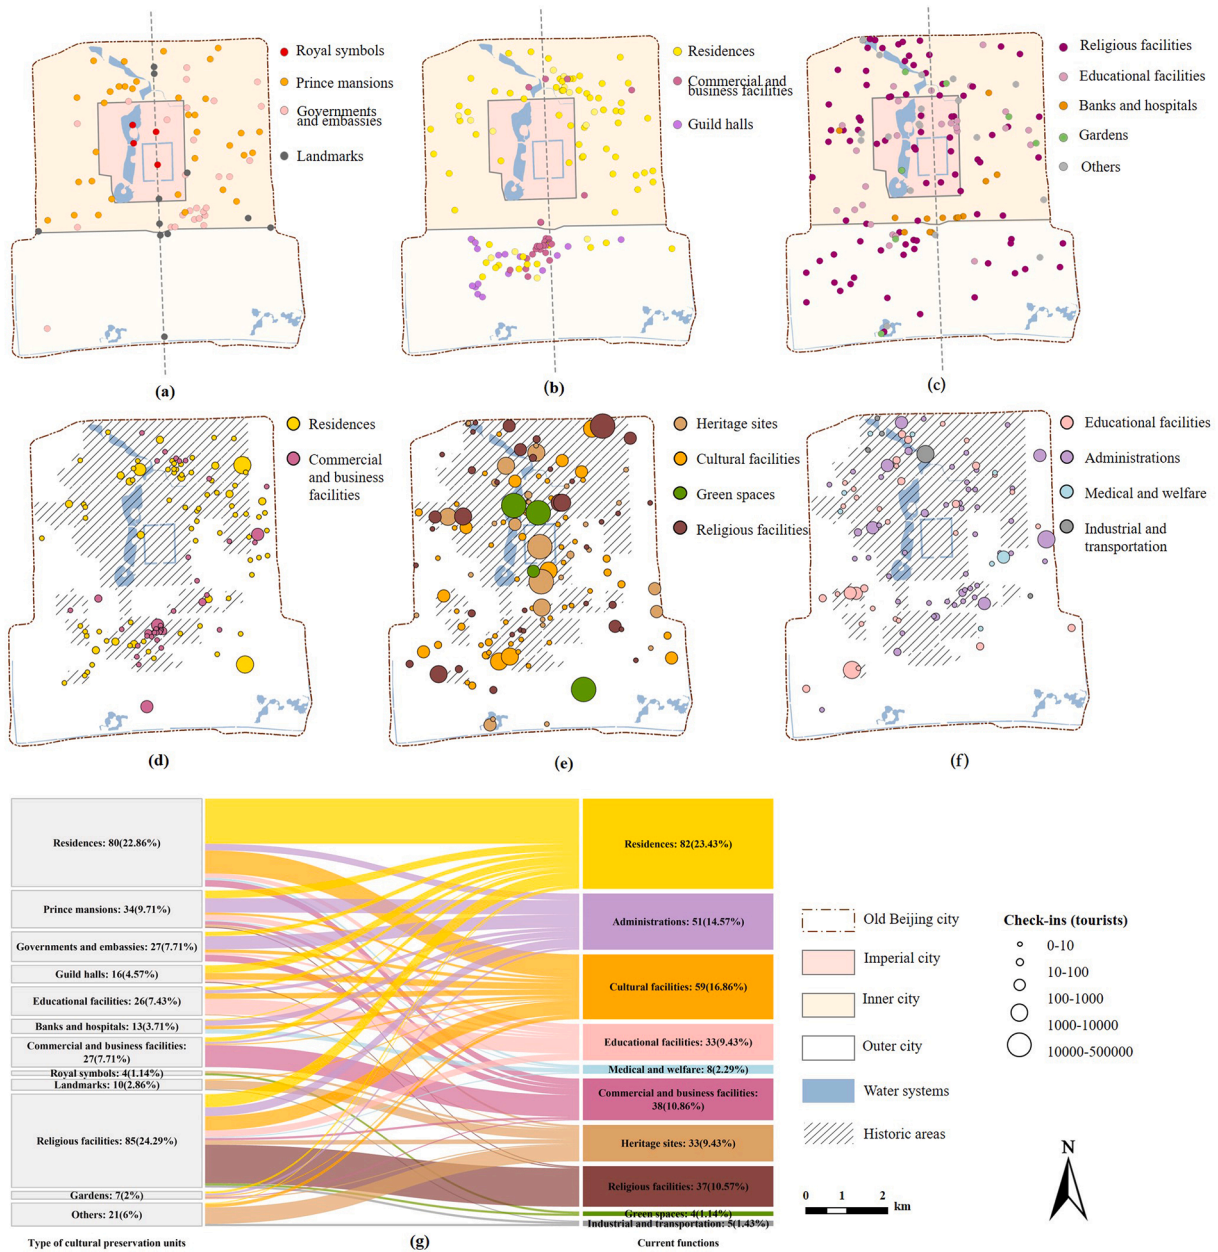 Royal symbols
Prince mansions
Governments
and embassies
Landmarks
(a)
Residences
Commercial and
business facilities
Guild halls
(b)
Religious facilities
Educational facilities
Banks and hospitals
Gardens
Others
(c)
Residences
Commercial
and business
facilities
(d)
Heritage sites
Cultural facilities
Green spaces
Religious facilities
(e)
Educational facilities
Administrations
Medical and welfare
Industrial and
transportation
(f)
Residences: 80(22.86%)
Prince mansions: 34(9.71%)
Governments and embassies: 27(7.71%)
Guild halls: 16(4.57%)
Educational facilities: 26(7.43%)
Banks and hospitals: 13(3.71%)
Commercial and business facilities:
27(7.71%)
Royal symbols: 4(1.14%)
Landmarks: 10(2.86%)
Religious facilities: 85(24.29%)
Gardens: 7(2%)
Others: 21(6%)
Type of cultural preservation units
Residences: 82(23.43%)
Administrations: 51(14.57%)
Cultural facilities: 59(16.86%)
Educational facilities: 33(9.43%)
Medical and welfare: 8(2.29%)
Commercial and business facilities:
38(10.86%)
Heritage sites: 33(9.43%)
Religious facilities: 37(10.57%)
Green spaces: 4(1.14%)
Industrial and transportation: 5(1.43%)
Current functions
(g)
Old Beijing city
Imperial city
Inner city
Outer city
Water systems
Historic areas
Check-ins (tourists)
0-10
10-100
100-1000
1000-10000
10000-500000
0 1 2
km
N